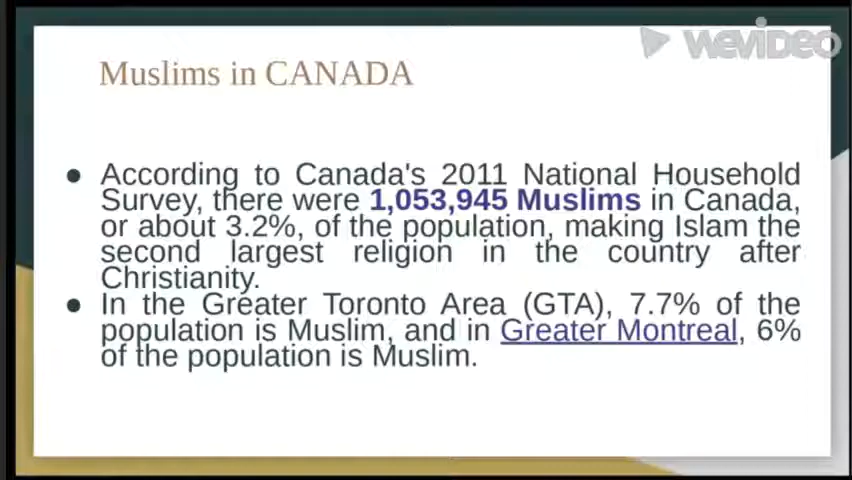 WeVideo
Muslims in CANADA
● According to Canada's 2011 National Household
Survey, there were 1,053,945 Muslims in Canada,
or about 3.2%, of the population, making Islam the
second largest religion in the country after
Christianity.
● In the Greater Toronto Area (GTA), 7.7% of the
population is Muslim, and in Greater Montreal, 6%
of the population is Muslim.